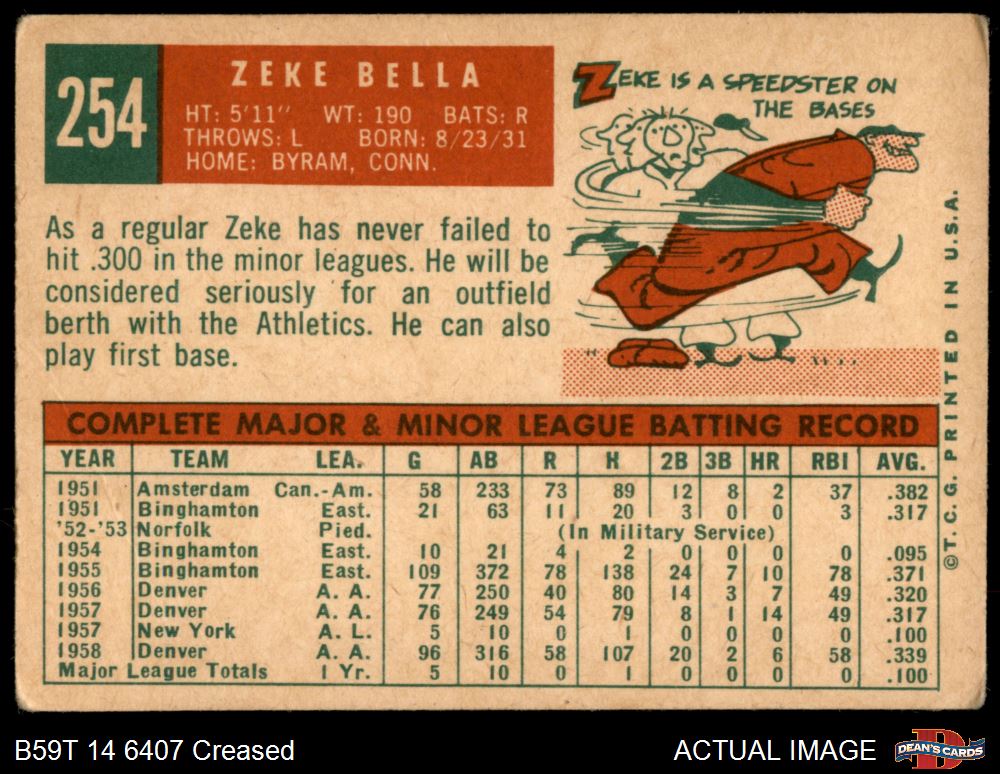 254
ZEKE BELLA
HT: 5'11" WT: 190 BATS: R
THROWS: L BORN: 8/23/31
HOME: BYRAM, CONN.
ZEKE IS A SPEEDSTER ON
THE BASES
As a regular Zeke has never failed to
hit .300 in the minor leagues. He will be
considered seriously for an outfield
berth with the Athletics. He can also
play first base.
COMPLETE MAJOR & MINOR LEAGUE BATTING RECORD
YEAR TEAM LEA. G AB R H 2B 3B HR RBI AVG.
1951 Amsterdam Can.-Am. 58 233 73 89 12 8 2 37 .382
1951 Binghamton East. 21 63 11 20 3 0 0 3 .317
'52-'53 Norfolk Pied. (In Military Service)
1954 Binghamton East. 10 21 4 2 0 0 0 0 .095
1955 Binghamton East. 109 372 78 138 24 7 10 78 .371
1956 Denver A. A. 77 250 40 80 14 3 7 49 .320
1957 Denver A. A. 76 249 54 79 8 1 14 49 .317
1957 New York A. L. 5 10 0 1 0 0 0 0 .100
1958 Denver A. A. 96 316 58 107 20 2 6 58 .339
Major League Totals 1 Yr. 5 10 0 1 0 0 0 0 .100
©T. C. G. PRINTED IN U.S.A.
B59T 14 6407 Creased
ACTUAL IMAGE
DEAN'S CARDS